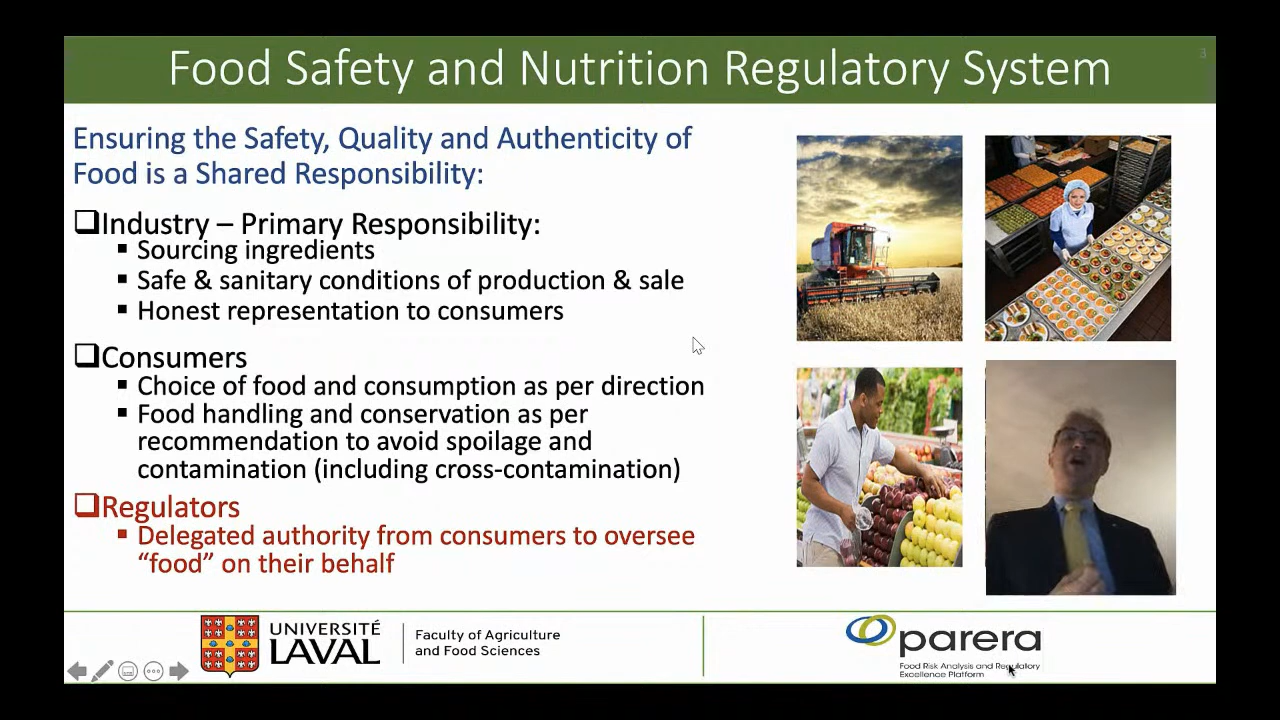 Food Safety and Nutrition Regulatory System
3
Ensuring the Safety, Quality and Authenticity of
Food is a Shared Responsibility:
Industry – Primary Responsibility:
Sourcing ingredients
Safe & sanitary conditions of production & sale
Honest representation to consumers
Consumers
Choice of food and consumption as per direction
Food handling and conservation as per
recommendation to avoid spoilage and
contamination (including cross-contamination)
Regulators
Delegated authority from consumers to oversee
“food” on their behalf
UNIVERSITÉ
LAVAL
Faculty of Agriculture
and Food Sciences
parera
Food Risk Analysis and Regulatory
Excellence Platform